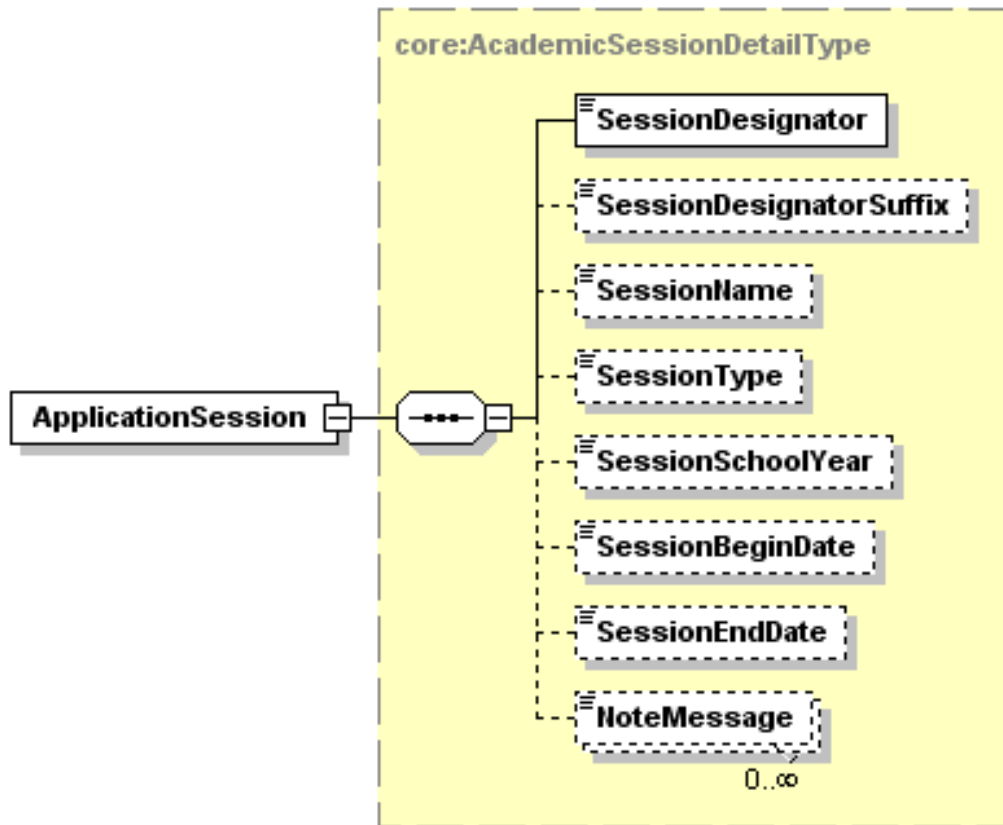 core:AcademicSessionDetailType
SessionDesignator
SessionDesignatorSuffix
SessionName
SessionType
ApplicationSession
SessionSchoolYear
SessionBeginDate
SessionEndDate
NoteMessage
0..∞